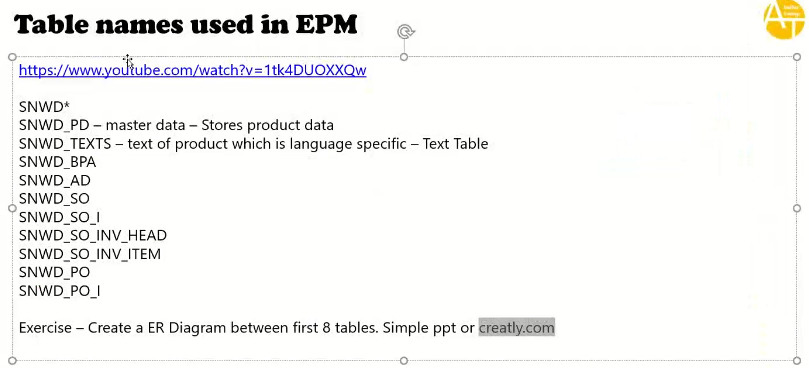 Table names used in EPM
AT
https://www.youtube.com/watch?v=1tk4DUOXXQw
SNWD*
SNWD_PD – master data – Stores product data
SNWD_TEXTS – text of product which is language specific – Text Table
SNWD_BPA
SNWD_AD
SNWD_SO
SNWD_SO_I
SNWD_SO_INV_HEAD
SNWD_SO_INV_ITEM
SNWD_PO
SNWD_PO_I
Exercise – Create a ER Diagram between first 8 tables. Simple ppt or creatly.com